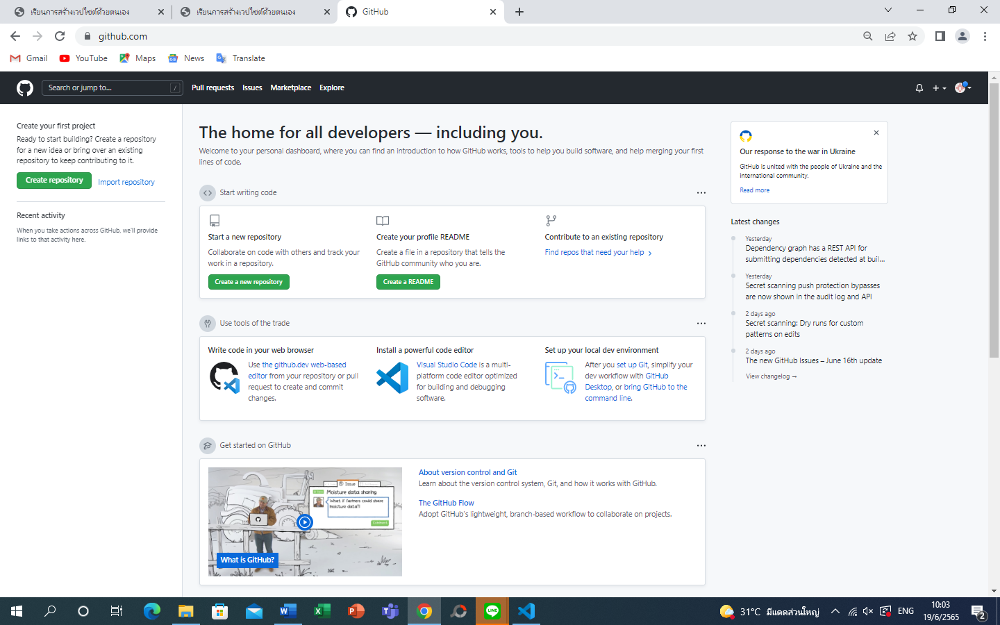 เรียนการสร้างเวปไซต์ด้วยตนเอง
เรียนการสร้างเวปไซต์ด้วยตนเอง
GitHub
github.com
Gmail
YouTube
Maps
News
Translate
Search or jump to...
/
Pull requests
Issues
Marketplace
Explore
Create your first project
Ready to start building? Create a repository
for a new idea or bring over an existing
repository to keep contributing to it.
Create repository
Import repository
Recent activity
When you take actions across GitHub, we'll provide
links to that activity here.
The home for all developers — including you.
Welcome to your personal dashboard, where you can find an introduction to how GitHub works, tools to help you build software, and help merging your first
lines of code.
Start writing code
Start a new repository
Collaborate on code with others and track your
work in a repository.
Create a new repository
Create your profile README
Create a file in a repository that tells the
GitHub community who you are.
Create a README
Contribute to an existing repository
Find repos that need your help
Use tools of the trade
Write code in your web browser
Use the github.dev web-based
editor from your repository or pull
request to create and commit
changes.
Install a powerful code editor
Visual Studio Code is a multi-
platform code editor optimized
for building and debugging
software.
Set up your local dev environment
After you set up Git, simplify your
dev workflow with GitHub
Desktop, or bring GitHub to the
command line.
Get started on GitHub
Issue
Moisture data sharing
What if farmers could share
moisture data?!
Comment
What is GitHub?
About version control and Git
Learn about the version control system, Git, and how it works with GitHub.
The GitHub Flow
Adopt GitHub's lightweight, branch-based workflow to collaborate on projects.
Our response to the war in Ukraine
GitHub is united with the people of Ukraine and the
international community.
Read more
Latest changes
Yesterday
Dependency graph has a REST API for
submitting dependencies detected at buil...
Yesterday
Secret scanning push protection bypasses
are now shown in the audit log and API
2 days ago
Secret scanning: Dry runs for custom
patterns on edits
2 days ago
The new GitHub Issues – June 16th update
View changelog →
LINE
31°C มีแดดส่วนใหญ่
ENG
10:03
19/6/2565
2